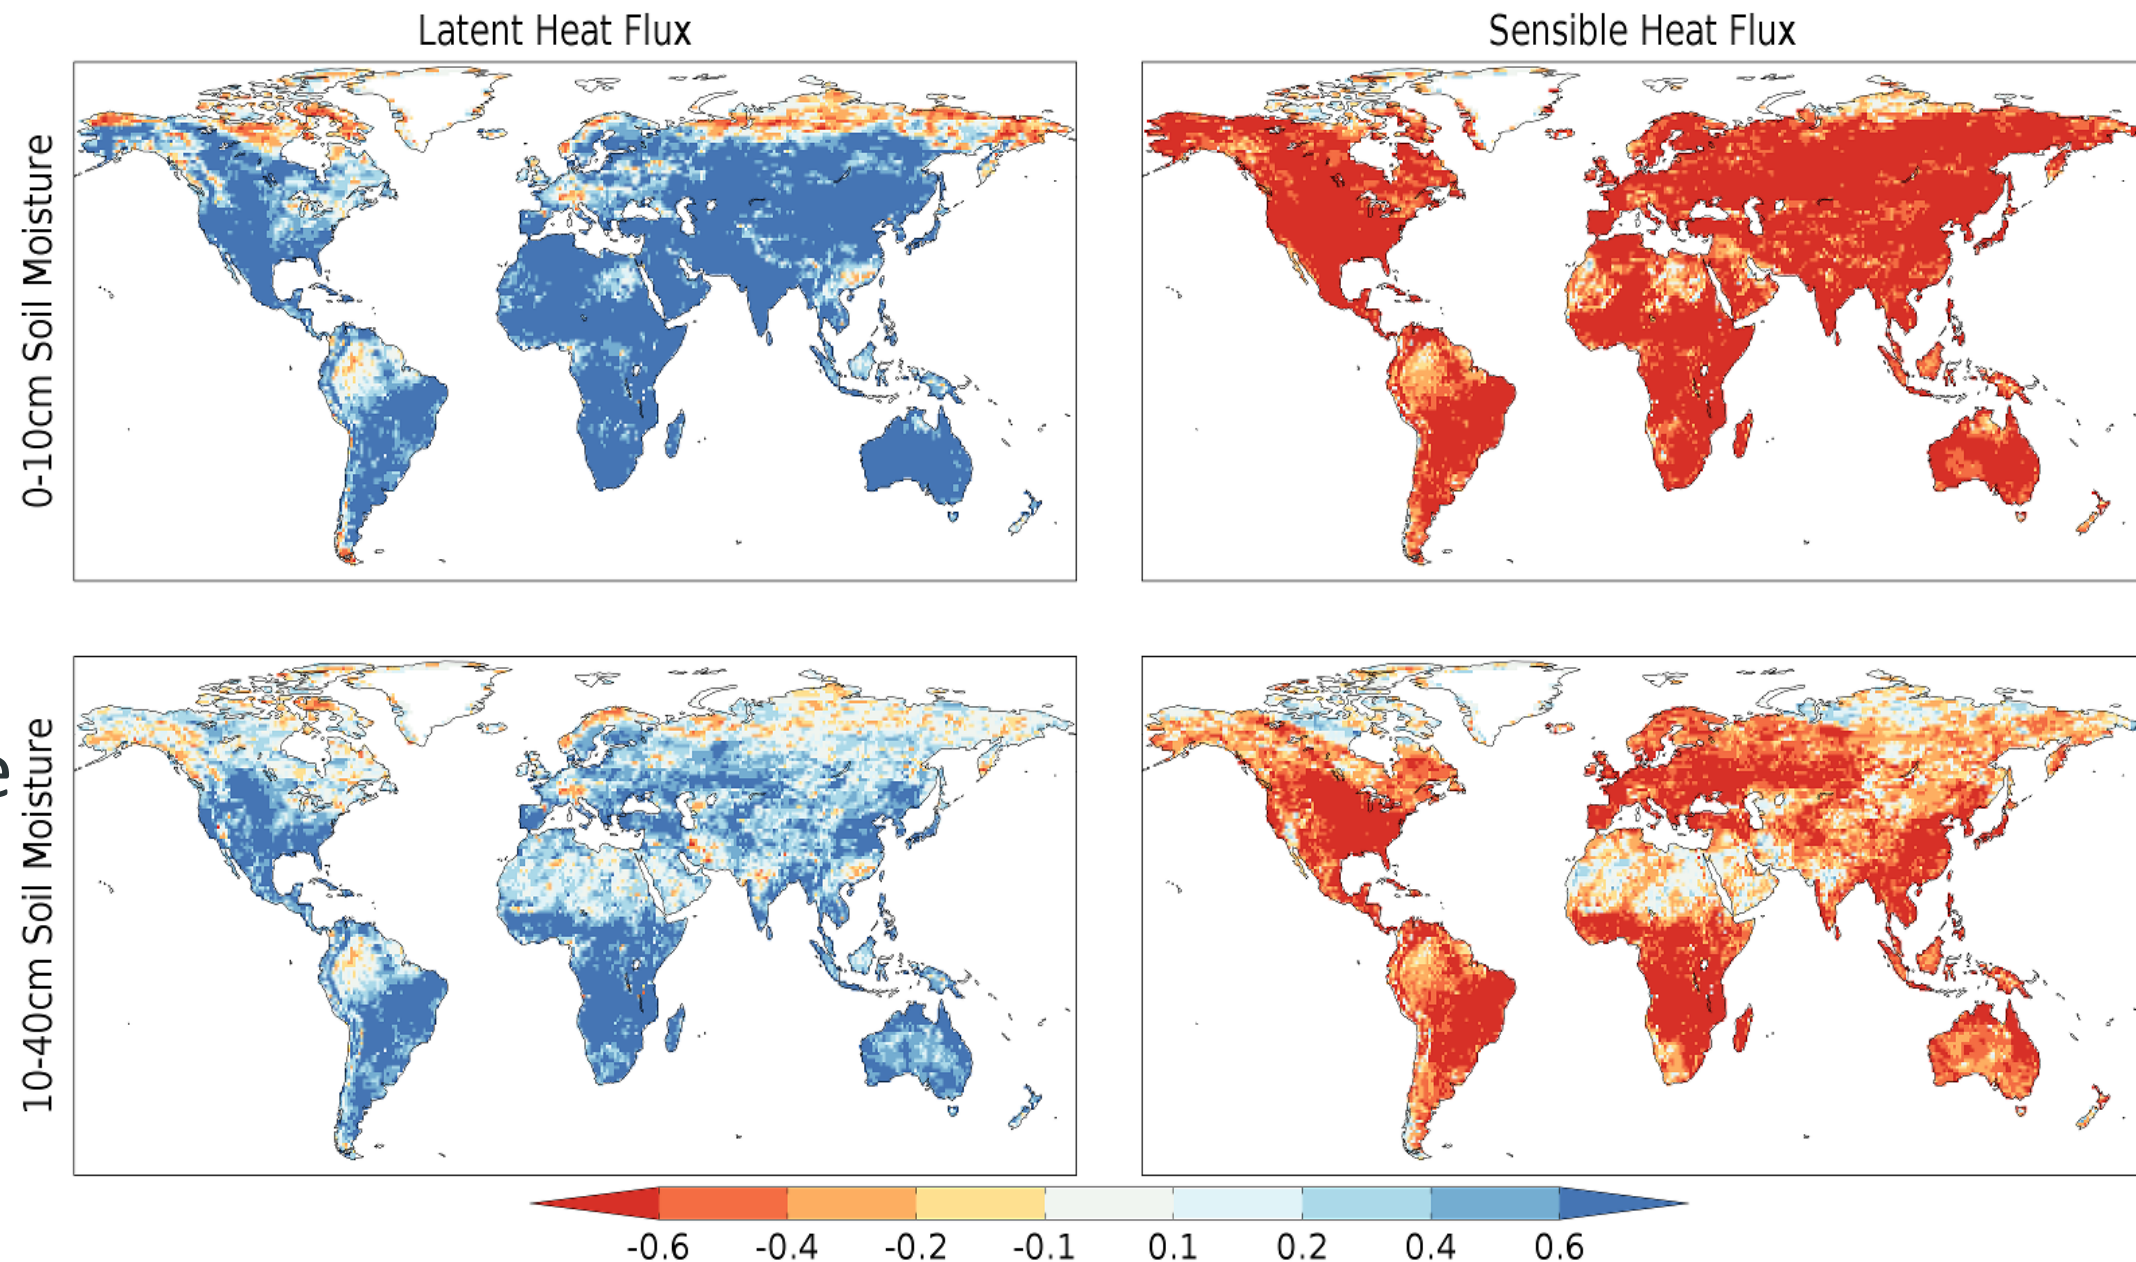 Latent Heat Flux
Sensible Heat Flux
0-10cm Soil Moisture
10-40cm Soil Moisture
-0.6 -0.4 -0.2 -0.1 0.1 0.2 0.4 0.6